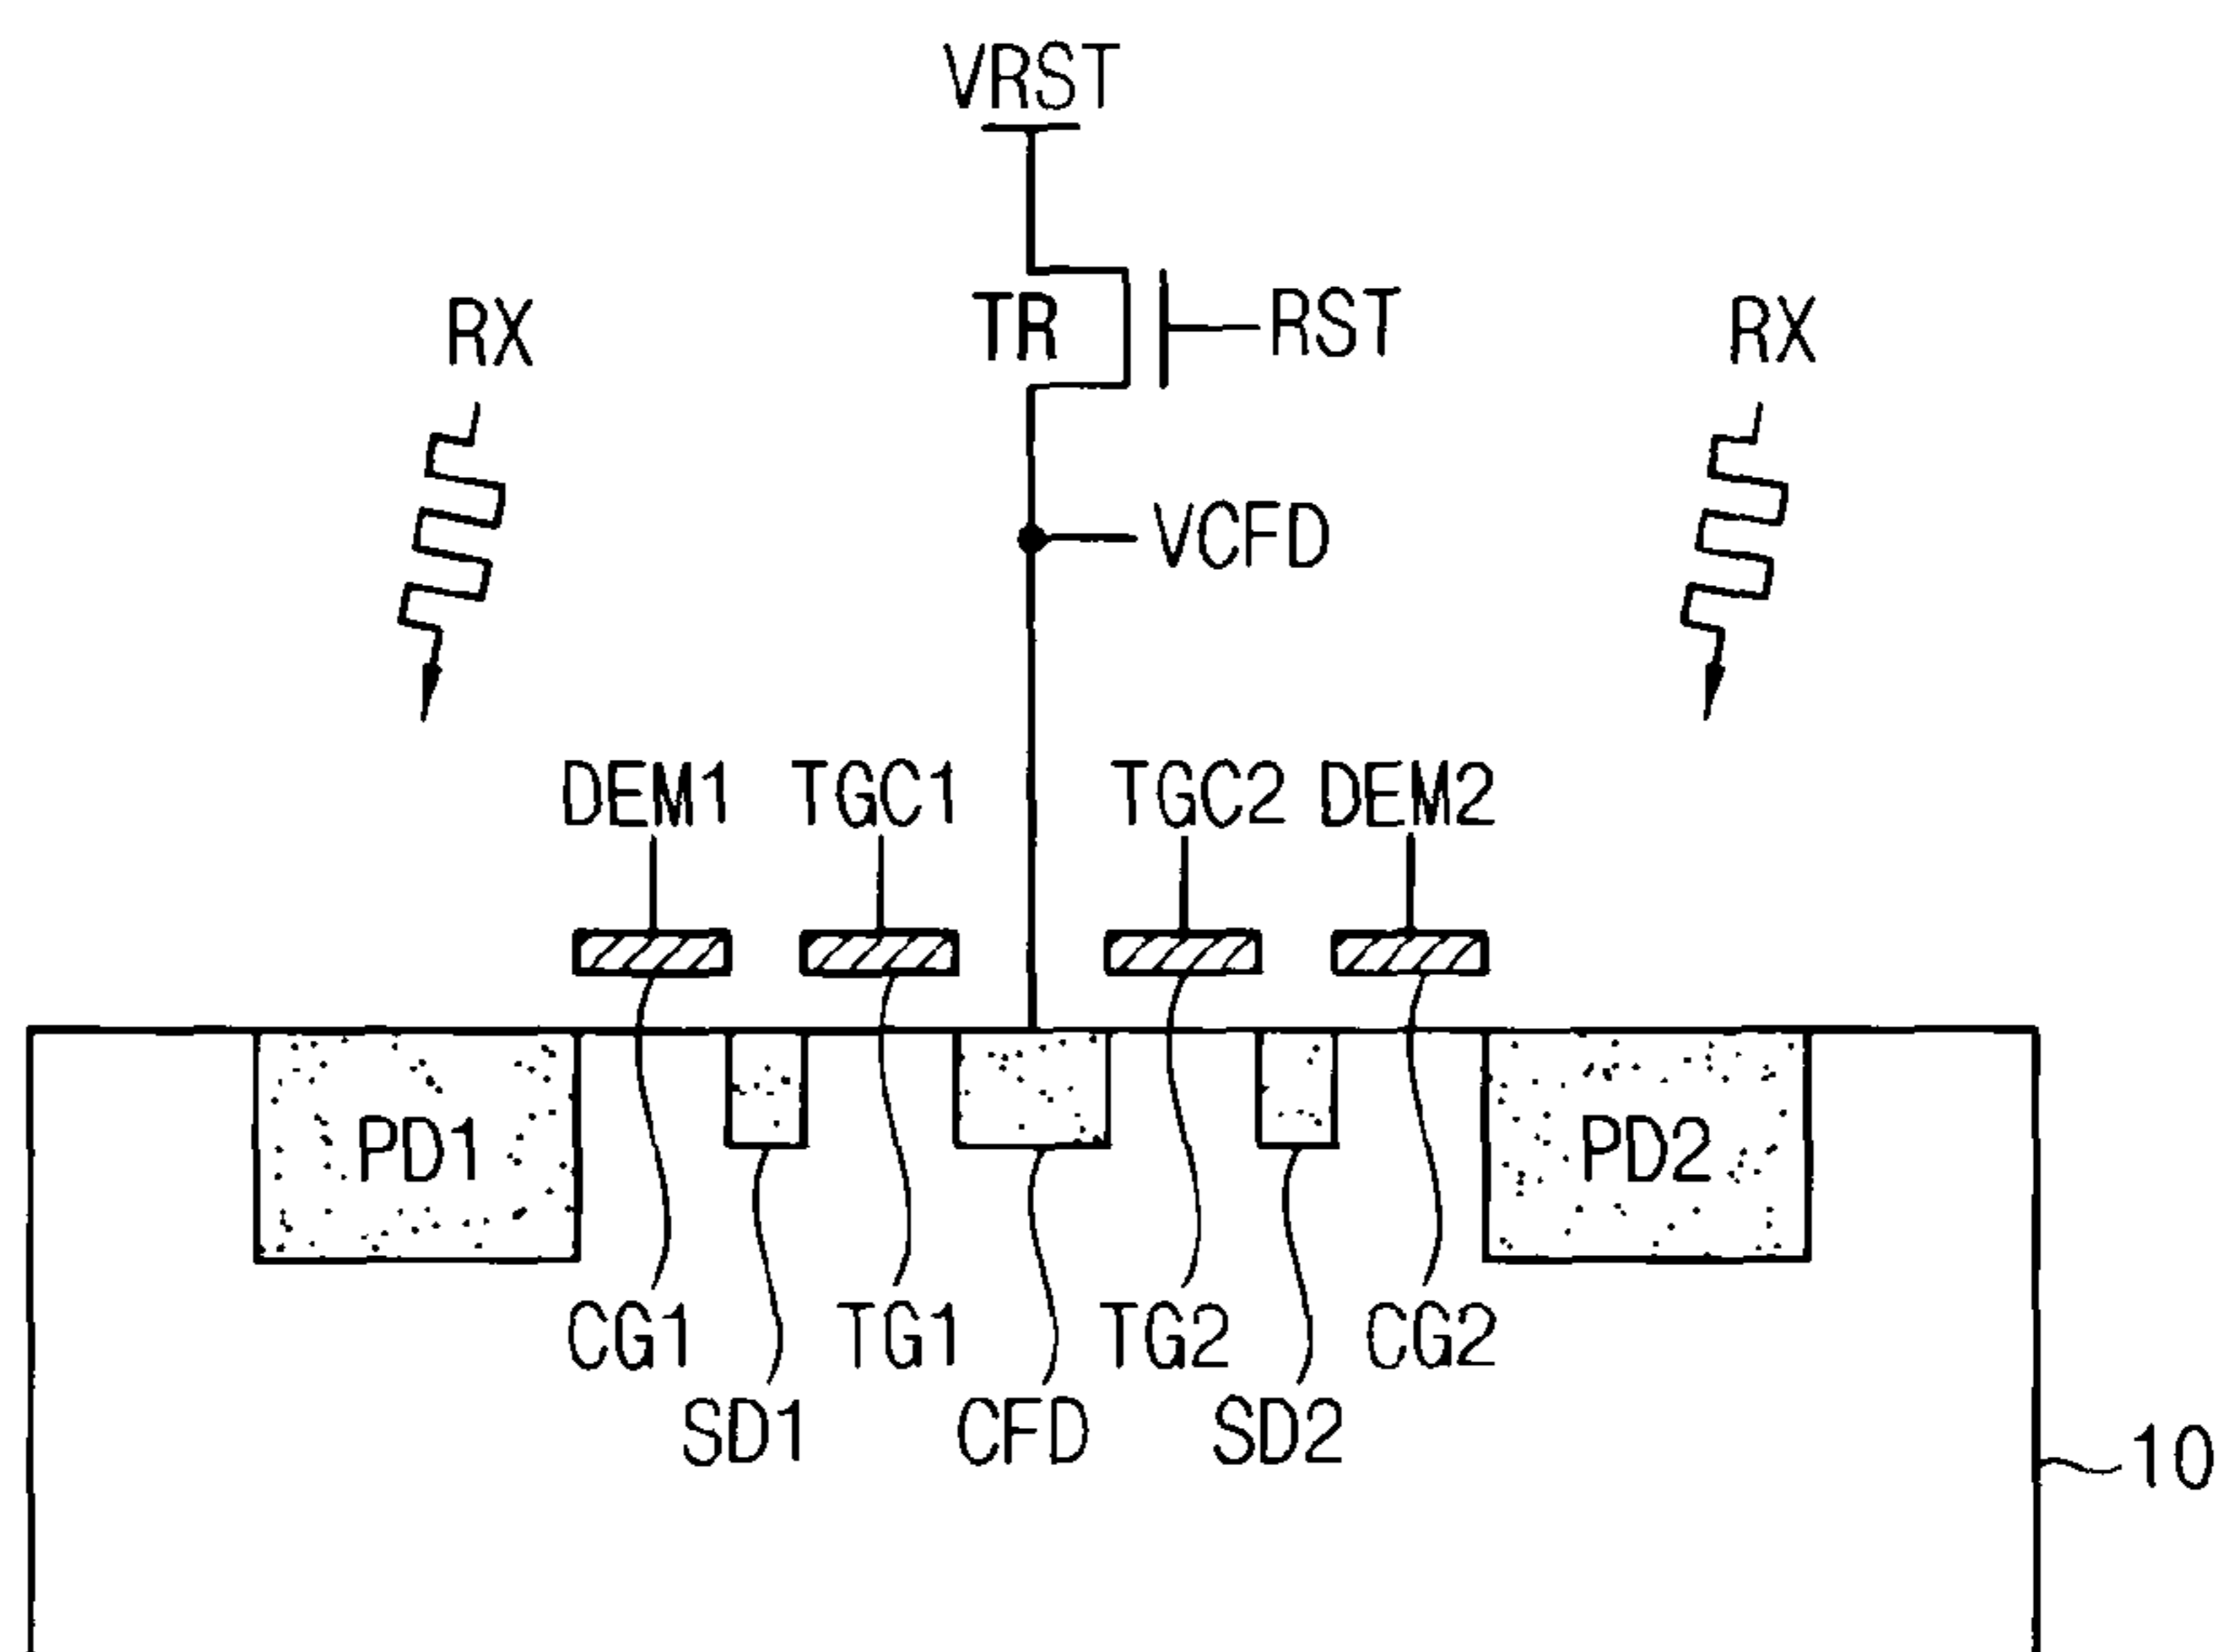 VRST
RX TR RST RX
VCFD
DEM1 TGC1 TGC2 DEM2
PD1 PD2
CG1 TG1 TG2 CG2
SD1 CFD SD2
10